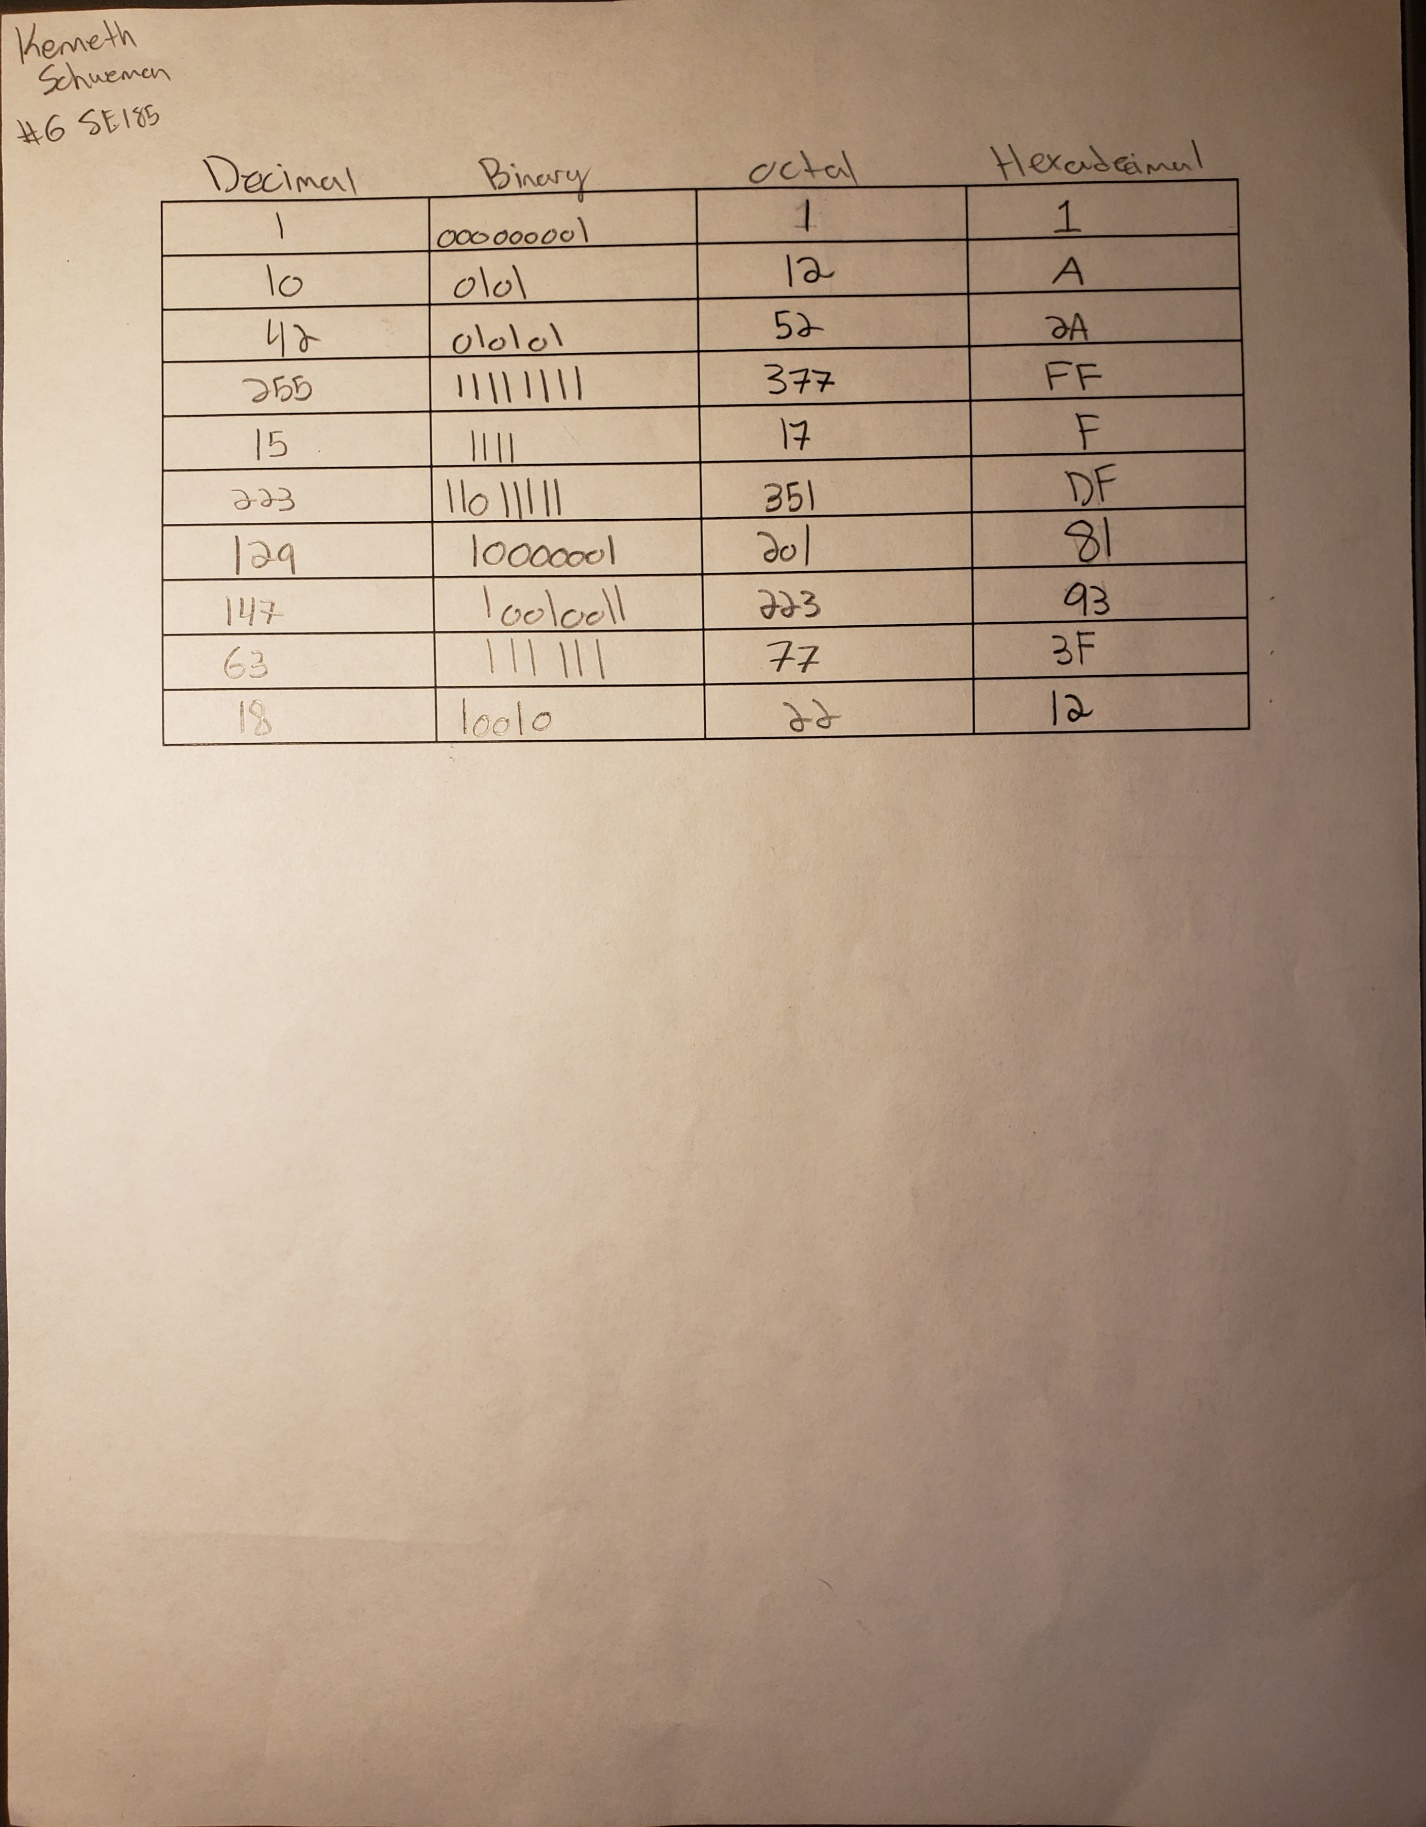 Kenneth
Schwemen
#6 SE185
Decimal Binary octal Hexadecimal
1 000000001 1 1
10 0101 12 A
42 010101 52 2A
255 11111111 377 FF
15 1111 17 F
223 11011111 351 DF
129 10000001 201 81
147 10010011 223 93
63 111111 77 3F
18 10010 22 12